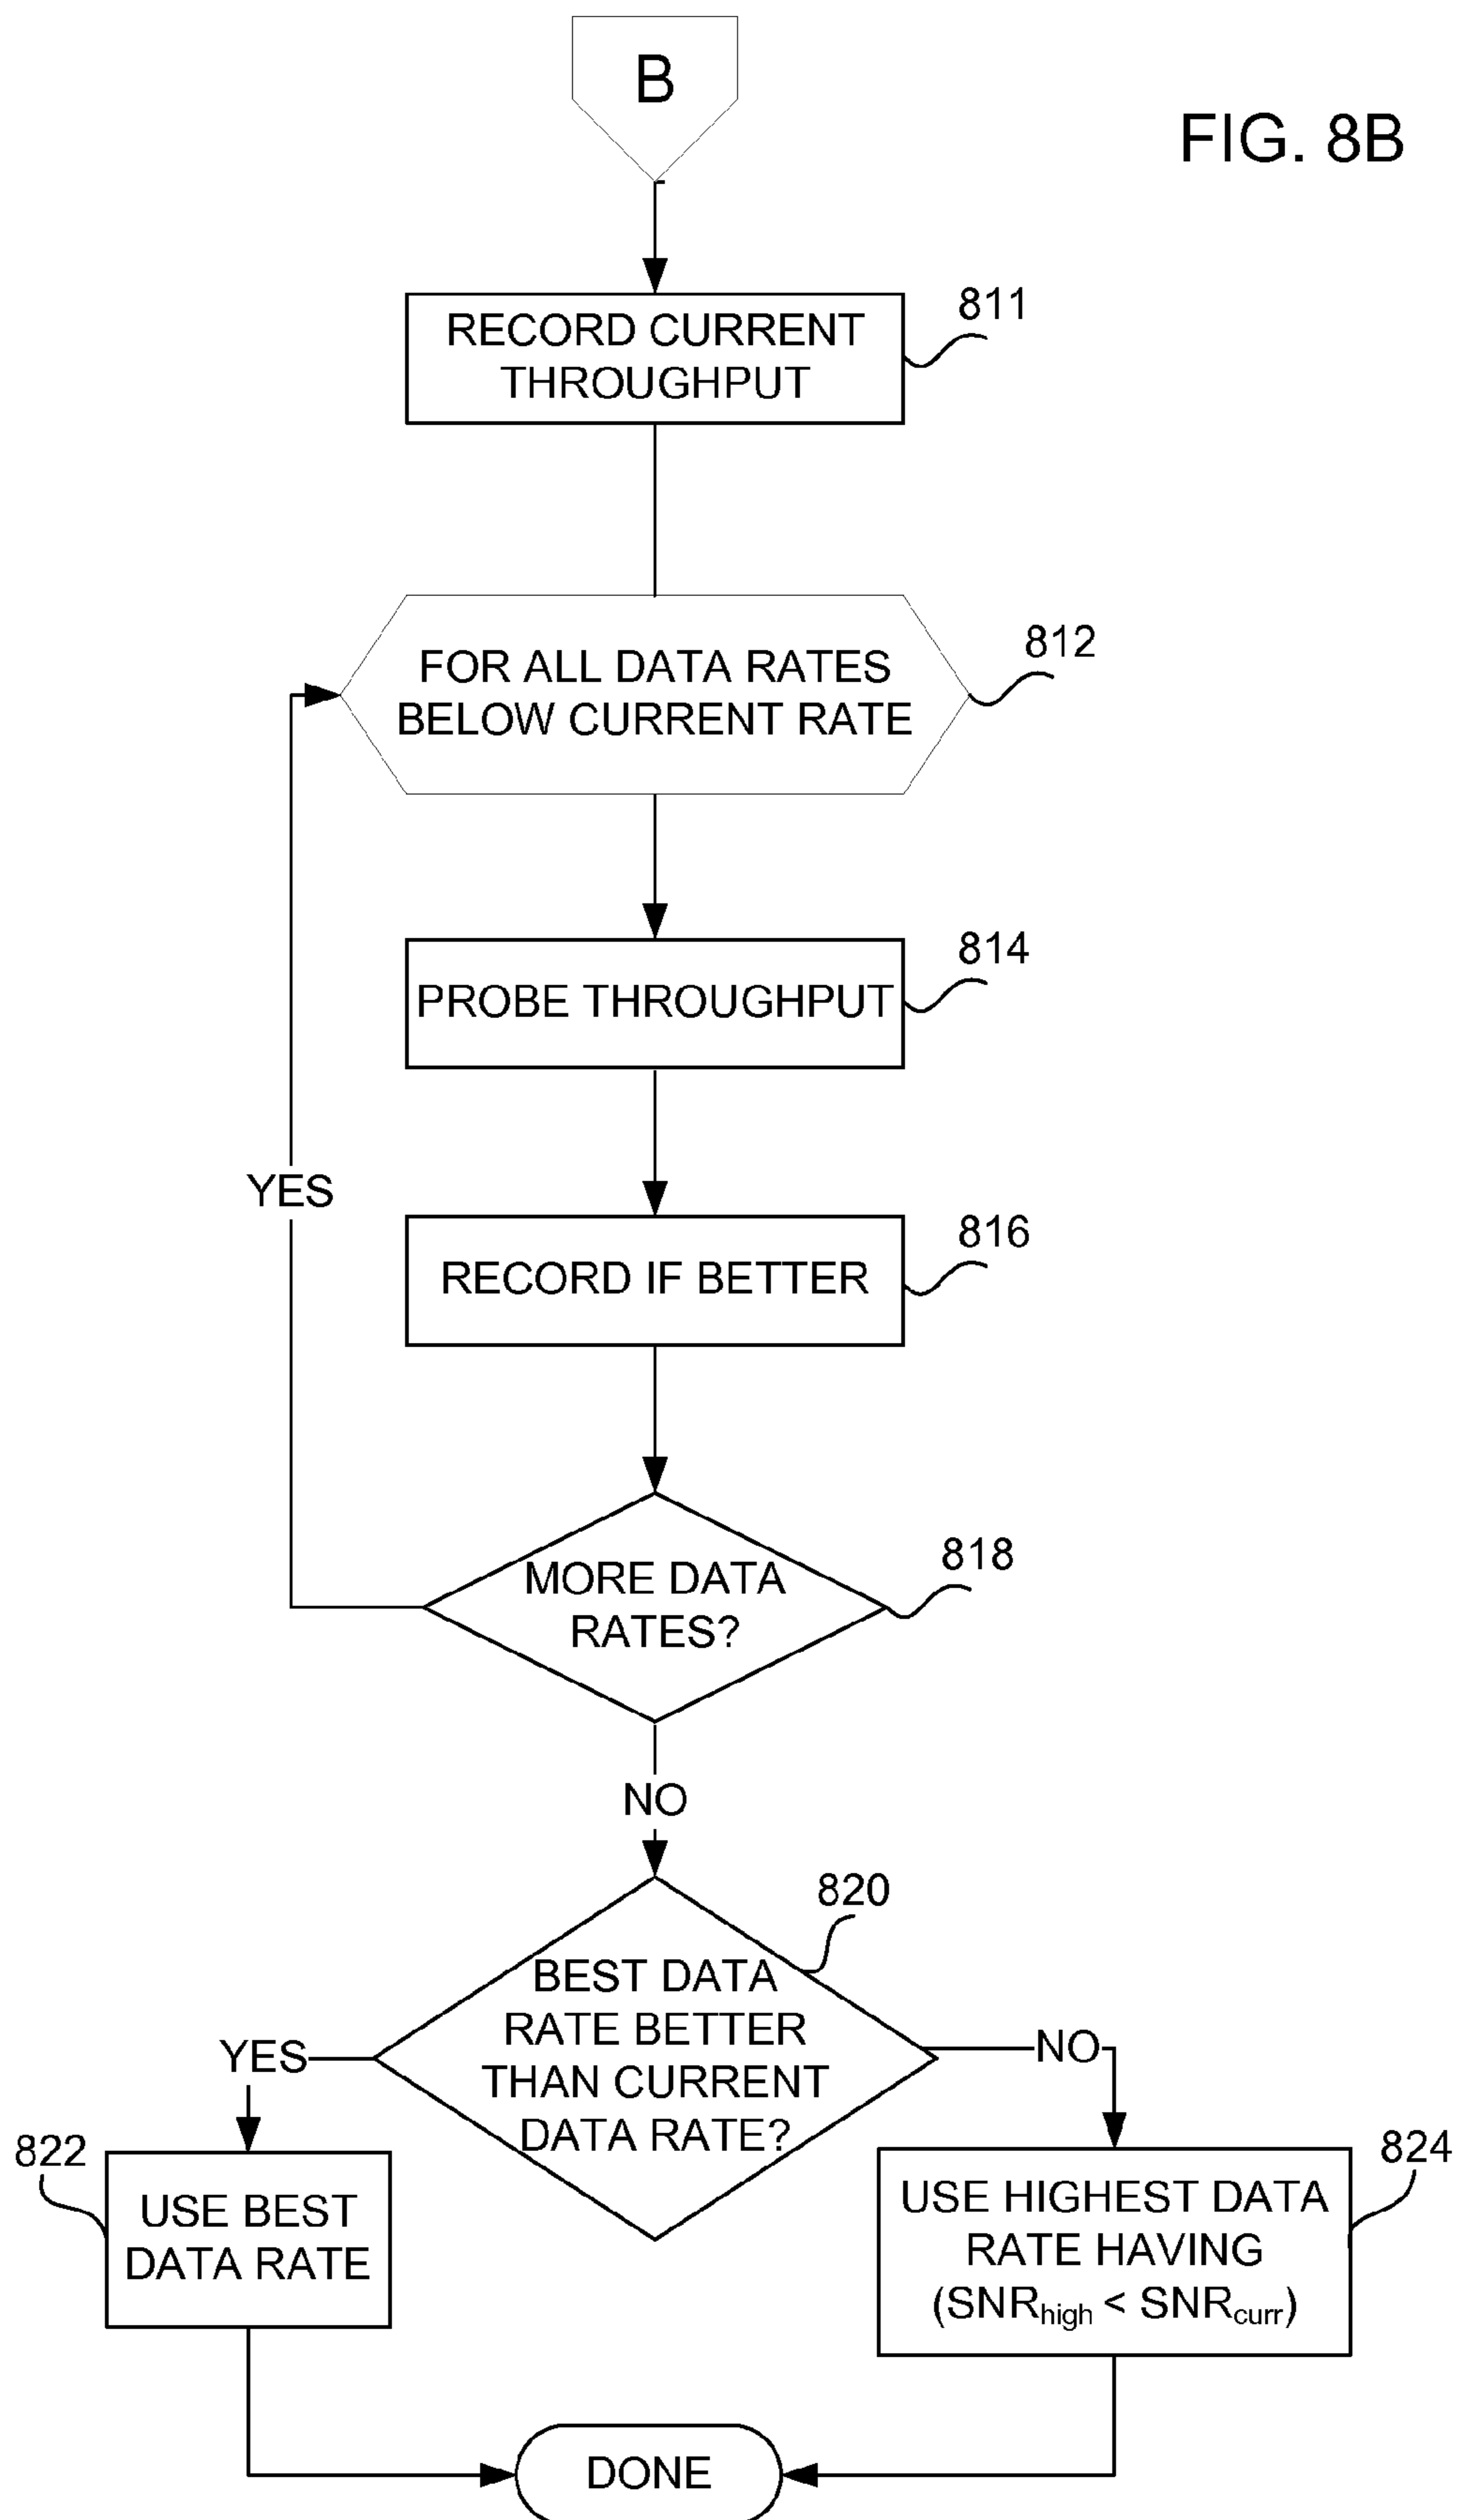 B
FIG. 8B
RECORD CURRENT
THROUGHPUT
811
FOR ALL DATA RATES
BELOW CURRENT RATE
812
PROBE THROUGHPUT
814
YES
RECORD IF BETTER
816
MORE DATA
RATES?
818
NO
820
BEST DATA
RATE BETTER
THAN CURRENT
DATA RATE?
YES
NO
822
USE BEST
DATA RATE
824
USE HIGHEST DATA
RATE HAVING
(SNRhigh < SNRcurr)
DONE